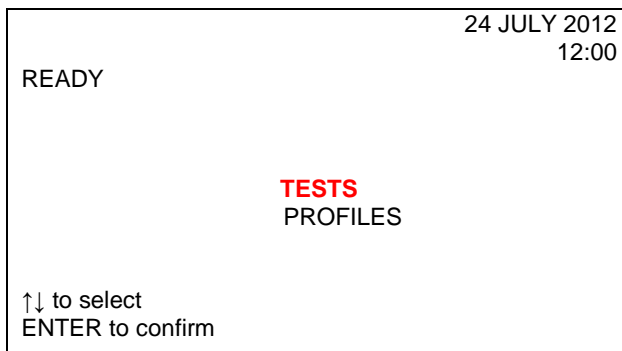 24 JULY 2012
12:00
READY
TESTS
PROFILES
↑↓ to select
ENTER to confirm